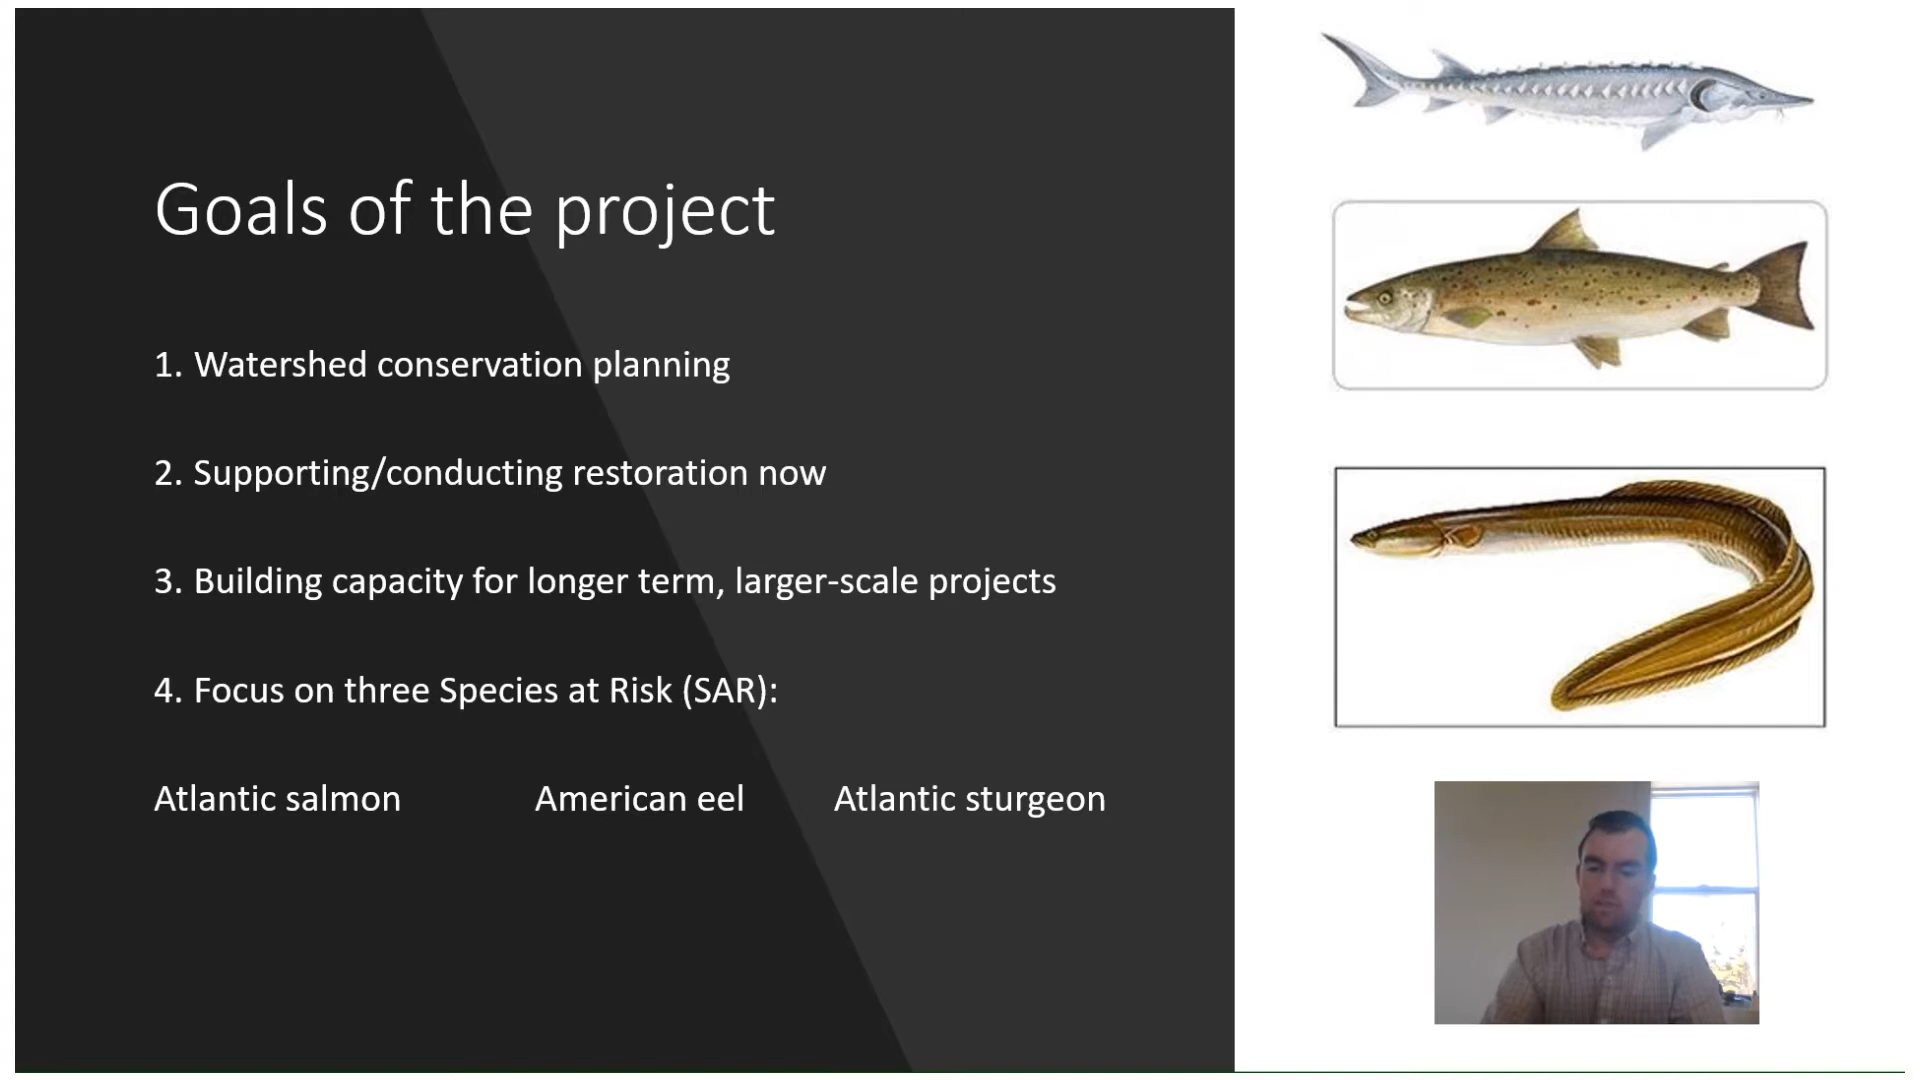 Goals of the project
1. Watershed conservation planning
2. Supporting/conducting restoration now
3. Building capacity for longer term, larger-scale projects
4. Focus on three Species at Risk (SAR):
Atlantic salmon American eel Atlantic sturgeon